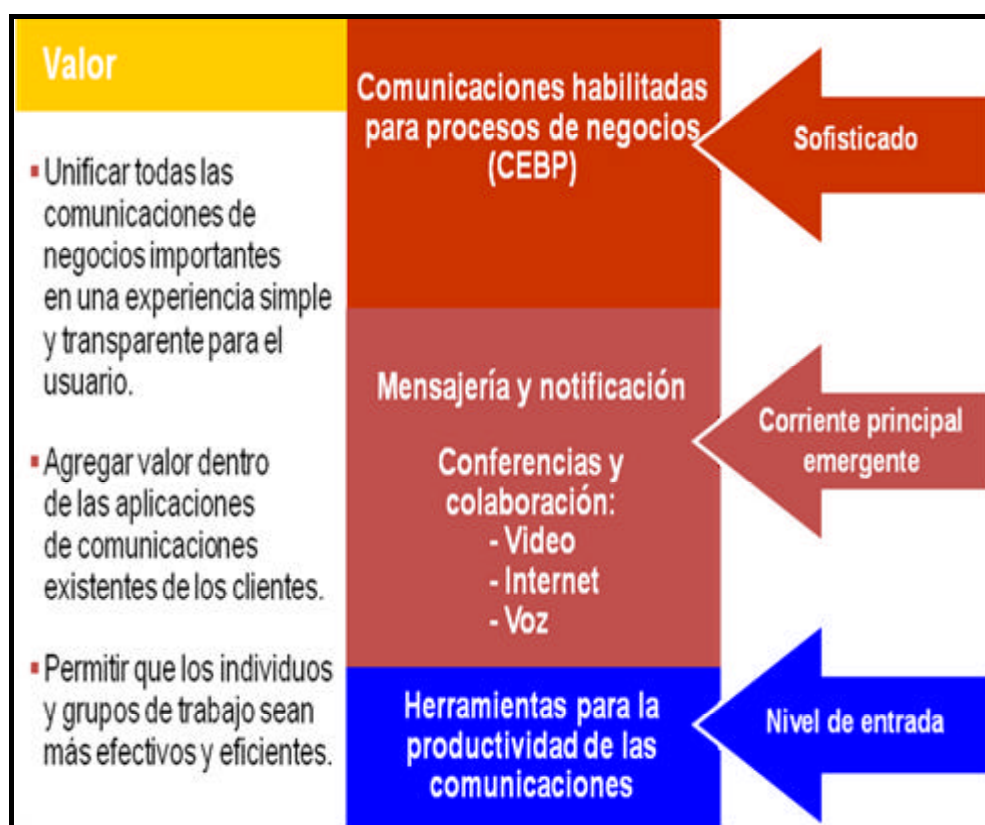 Valor
▪ Unificar todas las
comunicaciones de
negocios importantes
en una experiencia simple
y transparente para el
usuario.
▪ Agregar valor dentro
de las aplicaciones
de comunicaciones
existentes de los clientes.
▪ Permitir que los individuos
y grupos de trabajo sean
más efectivos y eficientes.
Comunicaciones habilitadas
para procesos de negocios
(CEBP)
Mensajería y notificación
Conferencias y
colaboración:
- Video
- Internet
- Voz
Herramientas para la
productividad de las
comunicaciones
Sofisticado
Corriente principal
emergente
Nivel de entrada